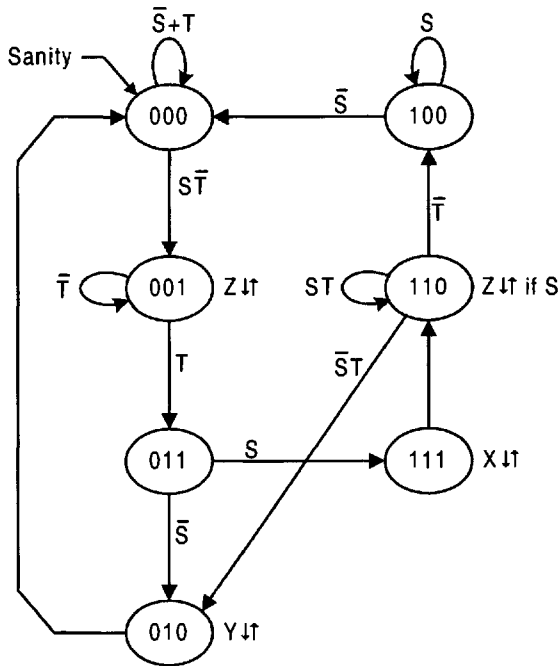 S̅+T
S
Sanity
000
S̅
100
ST̅
T̅
T̅
001
Z↓↑
ST
110
Z↓↑ if S
T
S̅T
011
S
111
X↓↑
S̅
010
Y↓↑